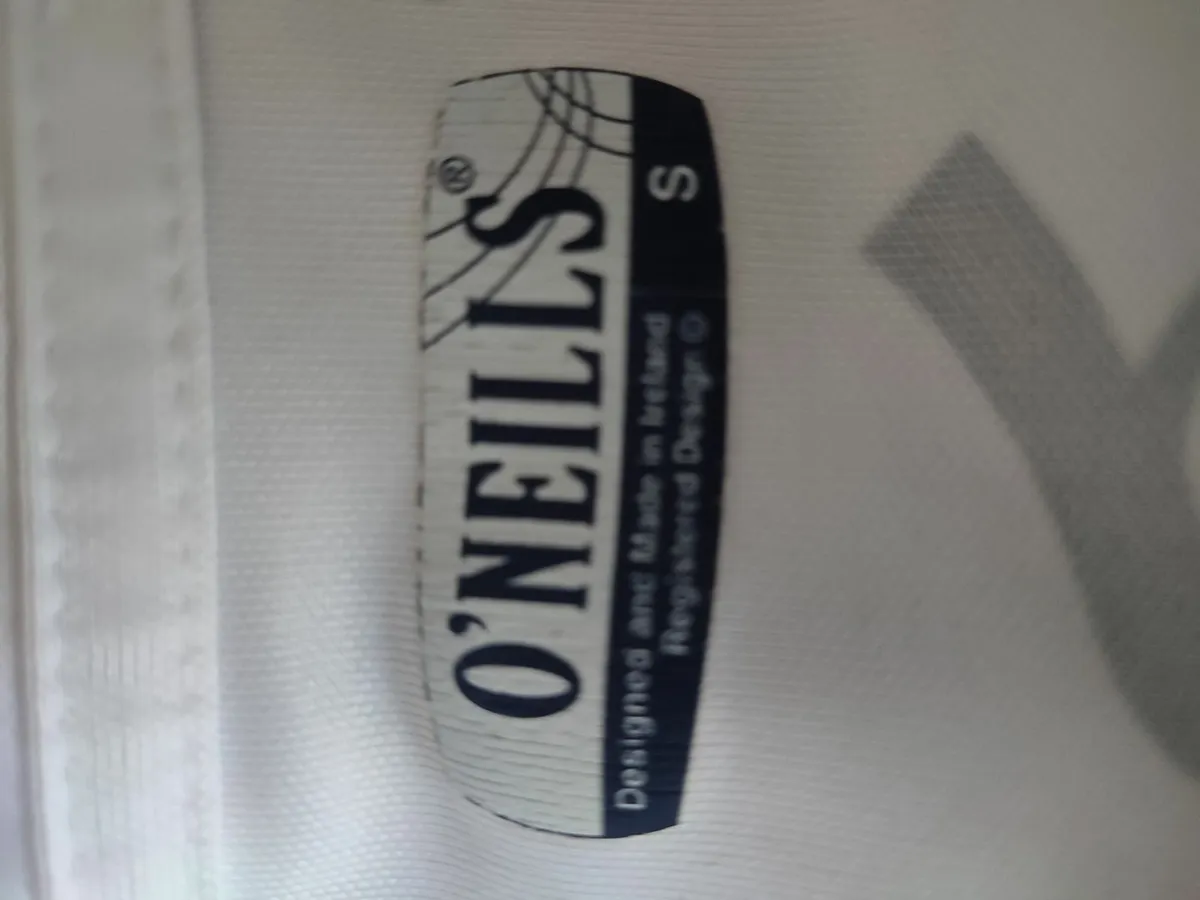 O'NEILLS®
S
Designed and Made in Ireland
Registered Design ©